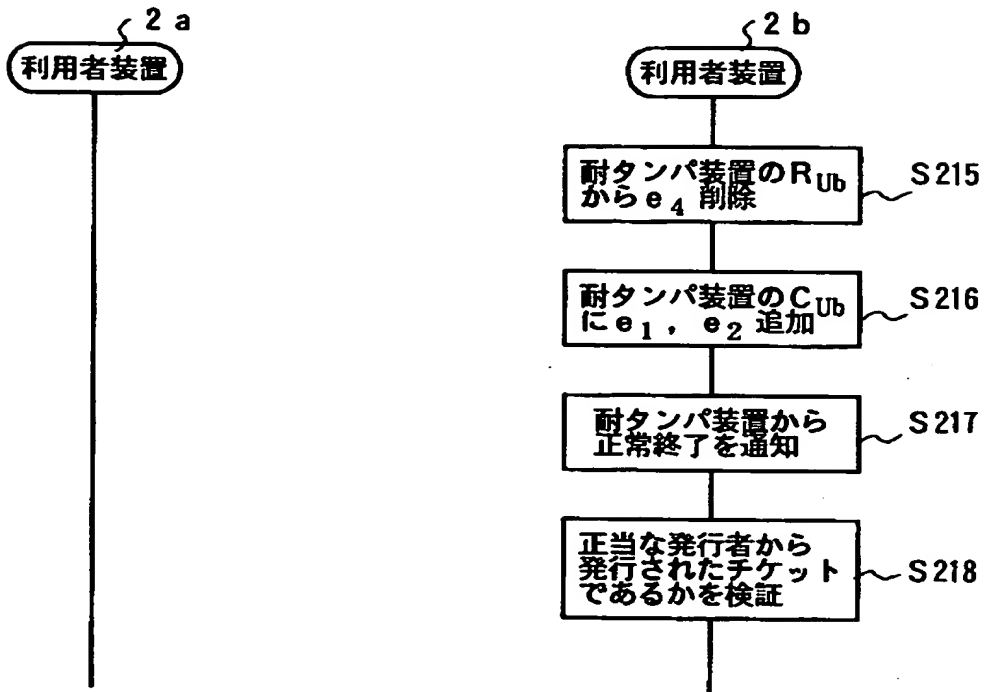 2a
利用者装置
2b
利用者装置
耐タンパ装置のR_Ub
からe_4 削除
S215
耐タンパ装置のC_Ub
にe_1, e_2 追加
S216
耐タンパ装置から
正常終了を通知
S217
正当な発行者から
発行されたチケット
であるかを検証
S218